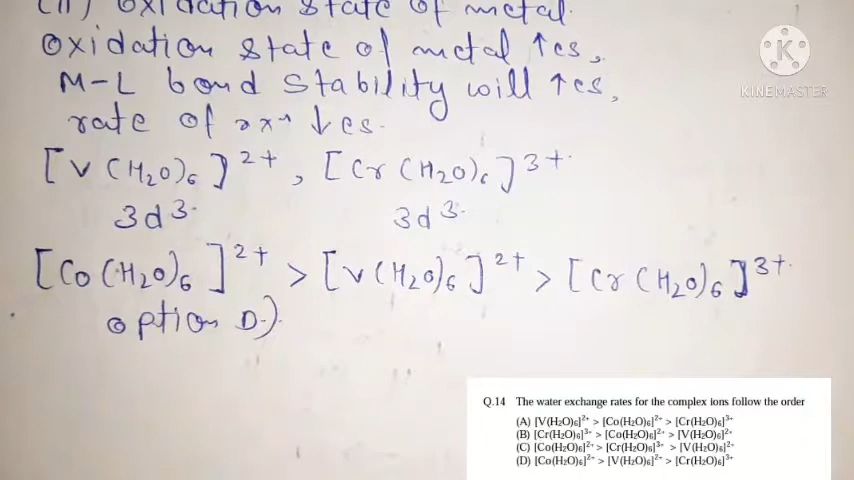 (ii) oxidation state of metal.
oxidation state of metal ↑es,
M-L bond stability will ↑es,
rate of rxⁿ ↓es.
[V(H₂O)₆]²⁺, [Cr(H₂O)₆]³⁺.
3d³. 3d³.
[Co(H₂O)₆]²⁺ > [V(H₂O)₆]²⁺ > [Cr(H₂O)₆]³⁺.
option D.)
K
KINEMASTER
Q.14 The water exchange rates for the complex ions follow the order
(A) [V(H₂O)₆]²⁺ > [Co(H₂O)₆]²⁺ > [Cr(H₂O)₆]³⁺
(B) [Cr(H₂O)₆]³⁺ > [Co(H₂O)₆]²⁺ > [V(H₂O)₆]²⁺
(C) [Co(H₂O)₆]²⁺ > [Cr(H₂O)₆]³⁺ > [V(H₂O)₆]²⁺
(D) [Co(H₂O)₆]²⁺ > [V(H₂O)₆]²⁺ > [Cr(H₂O)₆]³⁺